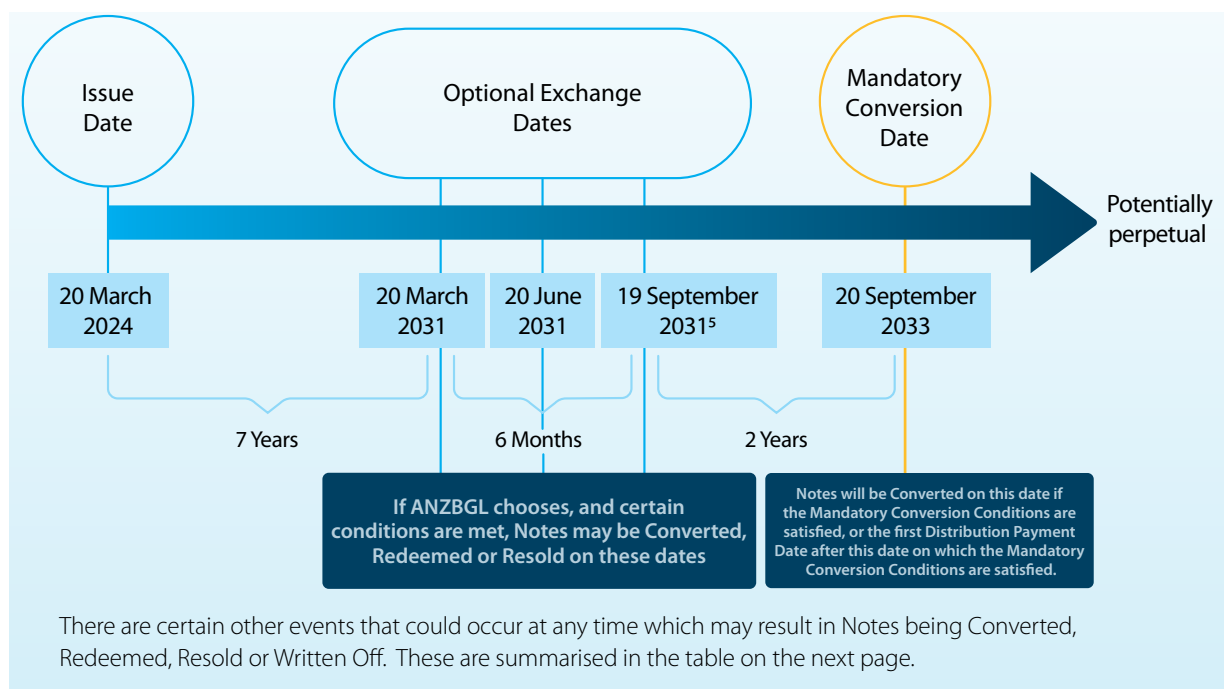 Issue
Date
Optional Exchange
Dates
Mandatory
Conversion
Date
Potentially
perpetual
20 March
2024
20 March
2031
20 June
2031
19 September
2031⁵
20 September
2033
7 Years
6 Months
2 Years
If ANZBGL chooses, and certain
conditions are met, Notes may be Converted,
Redeemed or Resold on these dates
Notes will be Converted on this date if
the Mandatory Conversion Conditions are
satisfied, or the first Distribution Payment
Date after this date on which the Mandatory
Conversion Conditions are satisfied.
There are certain other events that could occur at any time which may result in Notes being Converted,
Redeemed, Resold or Written Off. These are summarised in the table on the next page.